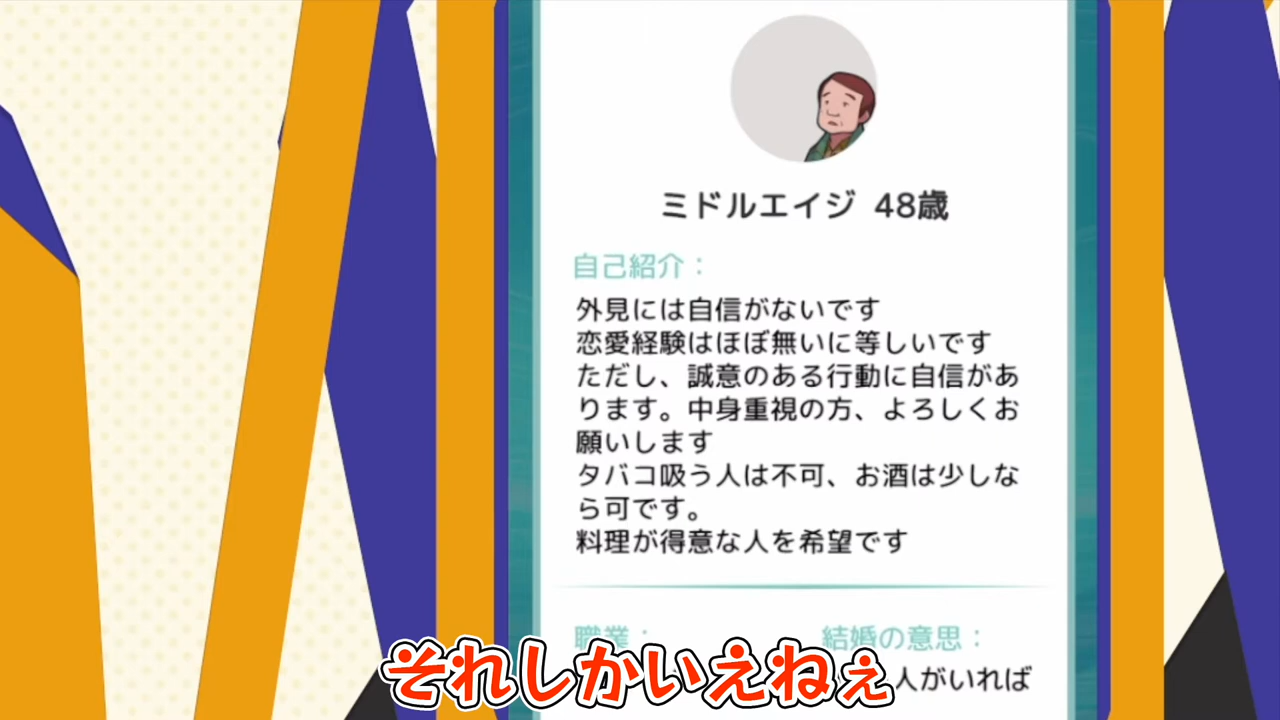 ミドルエイジ 48歳
自己紹介：
外見には自信がないです
恋愛経験はほぼ無いに等しいです
ただし、誠意のある行動に自信があ
ります。中身重視の方、よろしくお
願いします
タバコ吸う人は不可、お酒は少しな
ら可です。
料理が得意な人を希望です
職業： 結婚の意思：
人がいれば
それしかいえねぇ